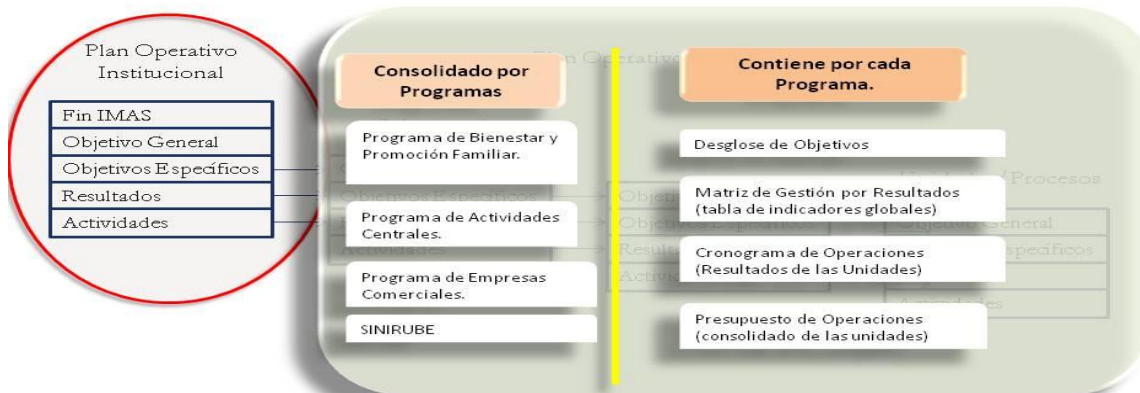 Plan Operativo
Institucional
Fin IMAS
Objetivo General
Objetivos Específicos
Resultados
Actividades
Consolidado por
Programas
Programa de Bienestar y
Promoción Familiar.
Programa de Actividades
Centrales.
Programa de Empresas
Comerciales.
SINIRUBE
Contiene por cada
Programa.
Desglose de Objetivos
Matriz de Gestión por Resultados
(tabla de indicadores globales)
Cronograma de Operaciones
(Resultados de las Unidades)
Presupuesto de Operaciones
(consolidado de las unidades)